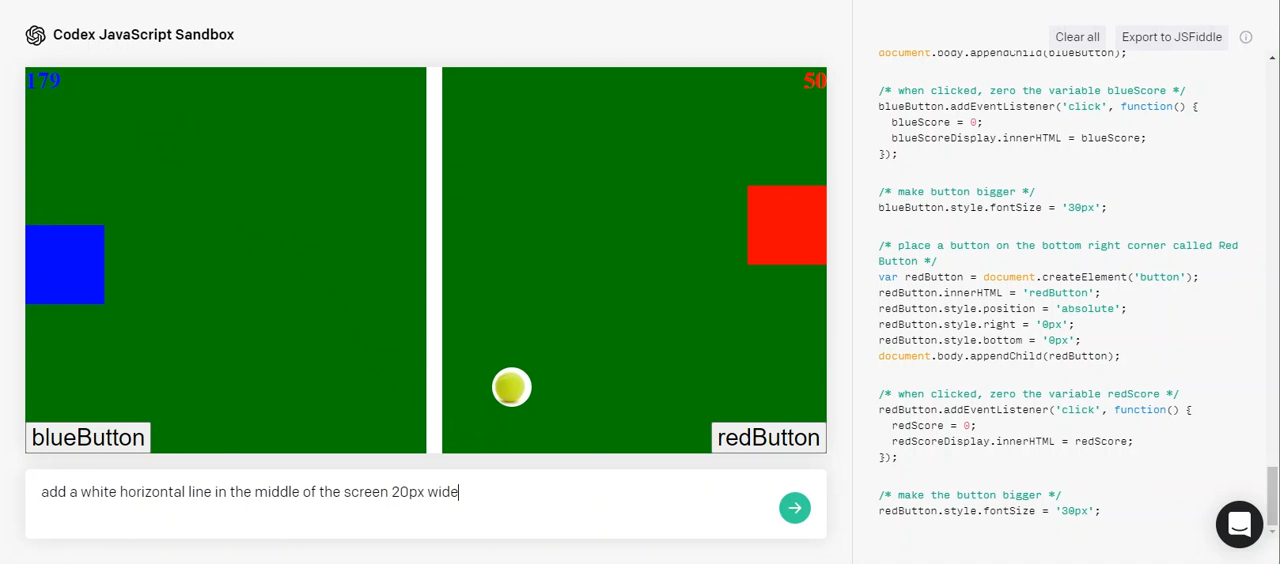 Codex JavaScript Sandbox
Clear all
Export to JSFiddle
179
50
blueButton
redButton
add a white horizontal line in the middle of the screen 20px wide
document.body.appendChild(blueButton);
/* when clicked, zero the variable blueScore */
blueButton.addEventListener('click', function() {
blueScore = 0;
blueScoreDisplay.innerHTML = blueScore;
});
/* make button bigger */
blueButton.style.fontSize = '30px';
/* place a button on the bottom right corner called Red
Button */
var redButton = document.createElement('button');
redButton.innerHTML = 'redButton';
redButton.style.position = 'absolute';
redButton.style.right = '0px';
redButton.style.bottom = '0px';
document.body.appendChild(redButton);
/* when clicked, zero the variable redScore */
redButton.addEventListener('click', function() {
redScore = 0;
redScoreDisplay.innerHTML = redScore;
});
/* make the button bigger */
redButton.style.fontSize = '30px';